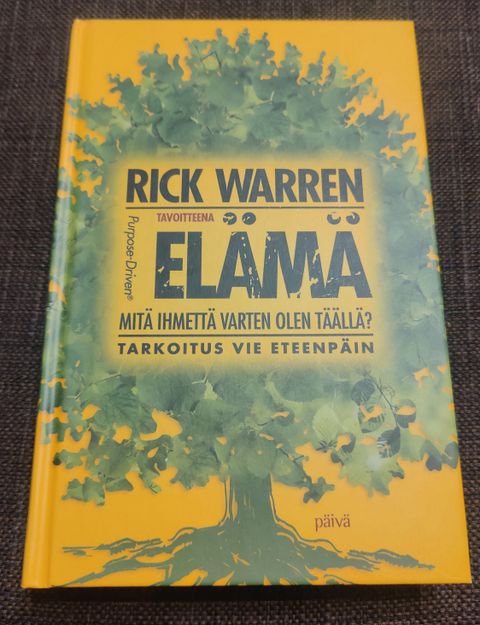 RICK WARREN
TAVOITTEENA
Purpose-Driven®
ELÄMÄ
MITÄ IHMETTÄ VARTEN OLEN TÄÄLLÄ?
TARKOITUS VIE ETEENPÄIN
päivä